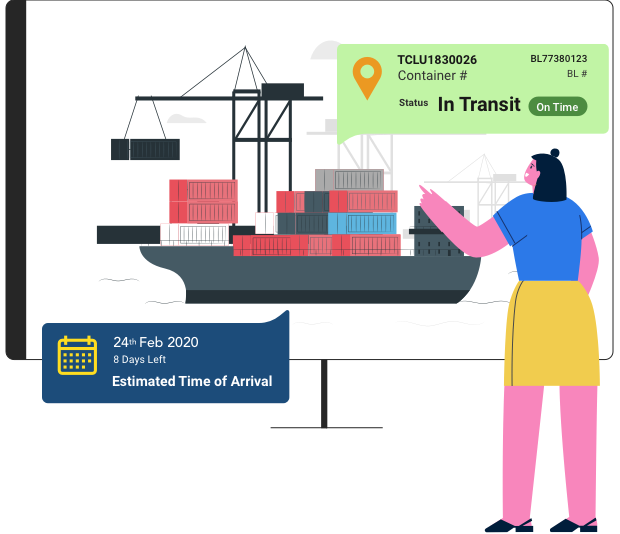 TCLU1830026 BL77380123
Container # BL #
Status In Transit On Time
24th Feb 2020
8 Days Left
Estimated Time of Arrival